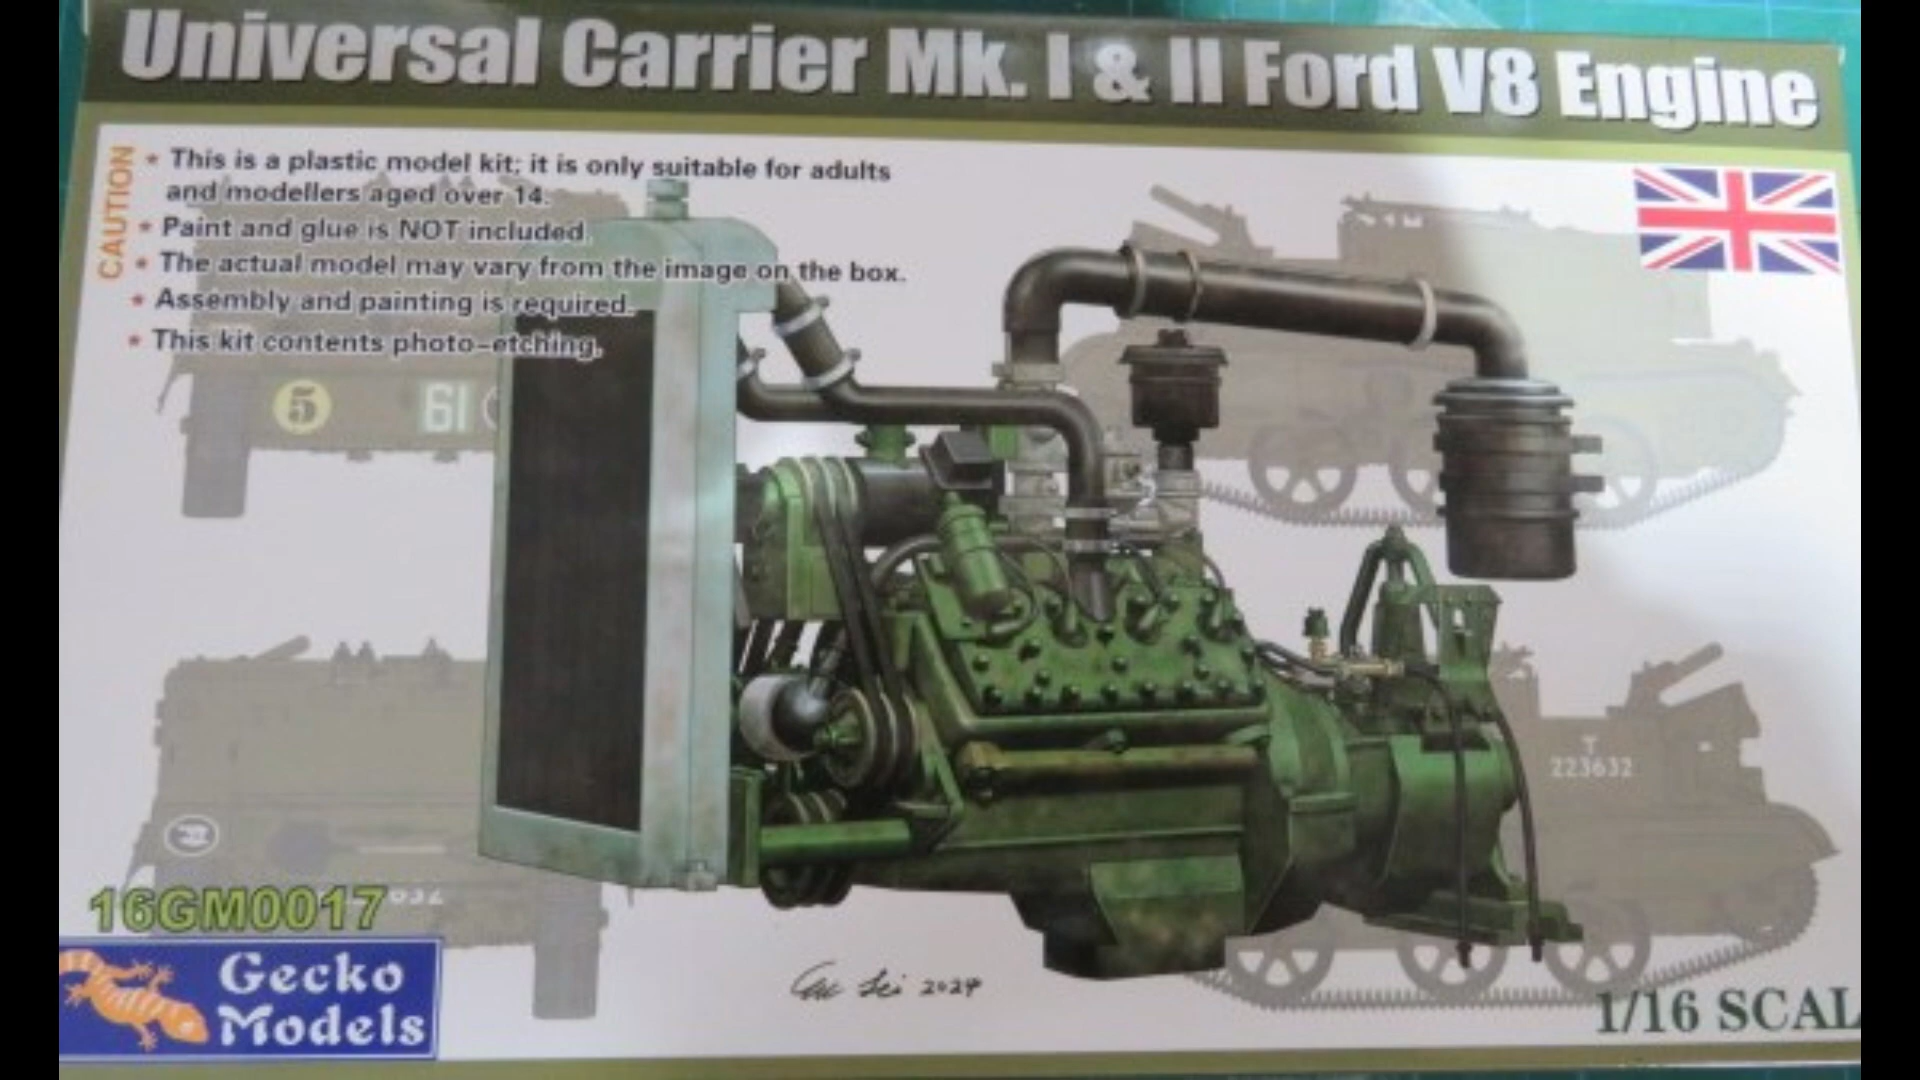 Universal Carrier Mk. I & II Ford V8 Engine
CAUTION
* This is a plastic model kit; it is only suitable for adults
and modellers aged over 14.
* Paint and glue is NOT included.
* The actual model may vary from the image on the box.
* Assembly and painting is required.
* This kit contents photo-etching.
5
61
T
223632
16GM0017
632
Gecko
Models
2024
1/16 SCAL